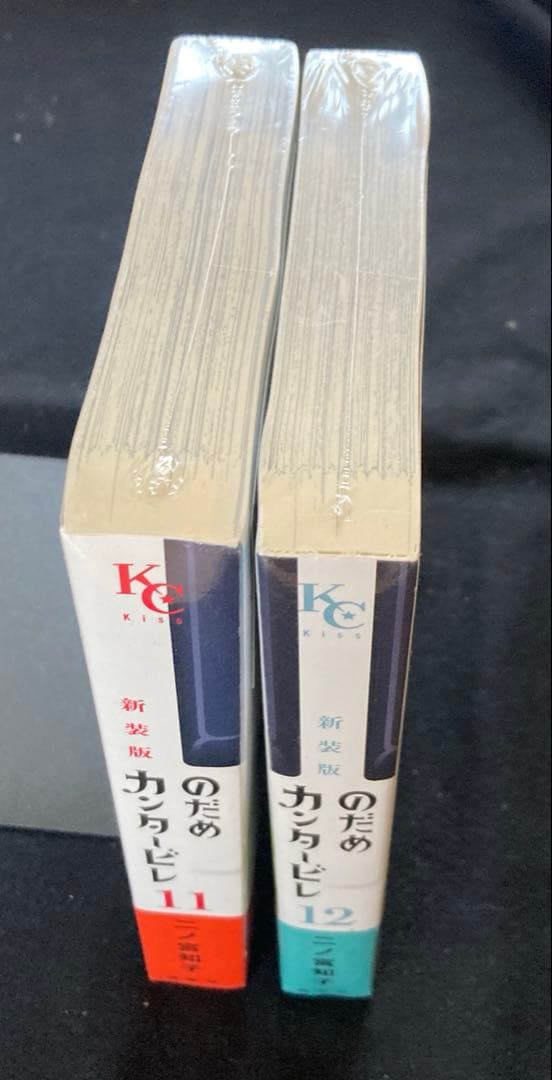 KC
Kiss
新装版
のだめ
カンタービレ
11
二ノ宮知子
KC
Kiss
新装版
のだめ
カンタービレ
12
二ノ宮知子